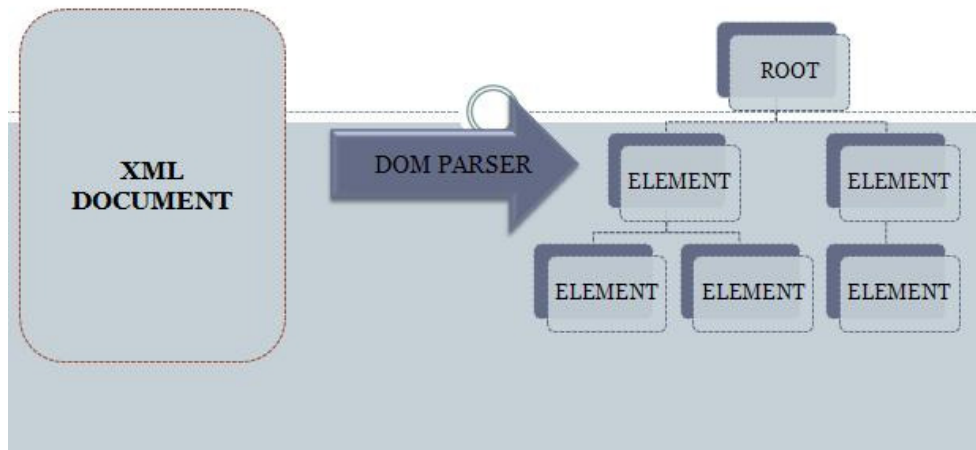 XML
DOCUMENT
DOM PARSER
ROOT
ELEMENT
ELEMENT
ELEMENT
ELEMENT
ELEMENT